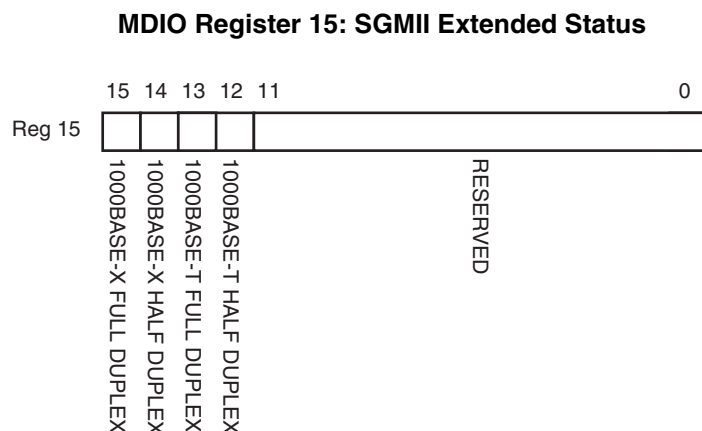 MDIO Register 15: SGMII Extended Status
15 14 13 12 11 0
Reg 15
1000BASE-X FULL DUPLEX
1000BASE-X HALF DUPLEX
1000BASE-T FULL DUPLEX
1000BASE-T HALF DUPLEX
RESERVED